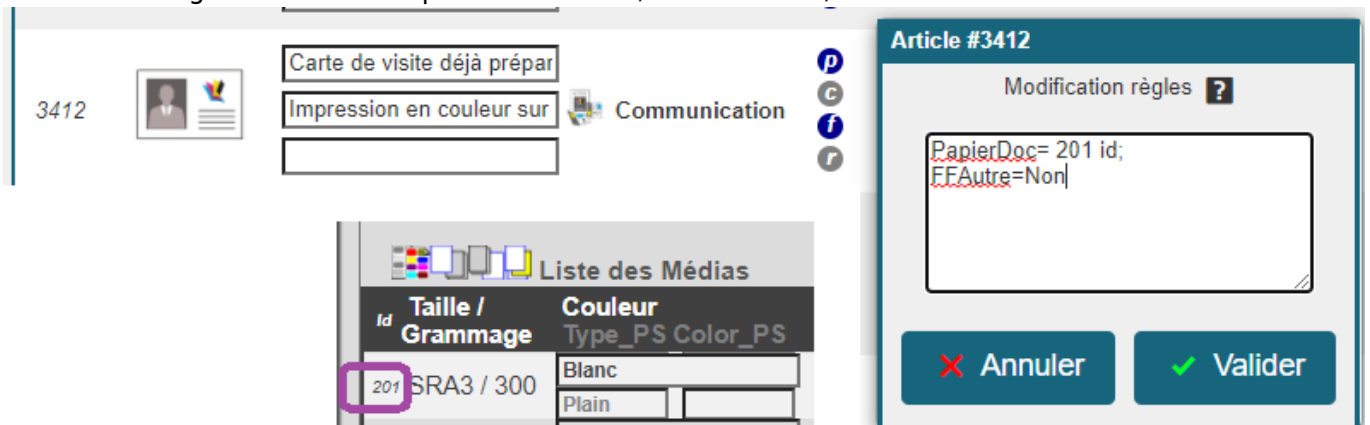 3412
Carte de visite déjà prépar
Impression en couleur sur
Communication
p
c
f
r
Article #3412
Modification règles ?
PapierDoc= 201 id;
FFAutre=Non
Annuler
Valider
Liste des Médias
Id
Taille / Grammage
Couleur
Type_PS Color_PS
201
SRA3 / 300
Blanc
Plain